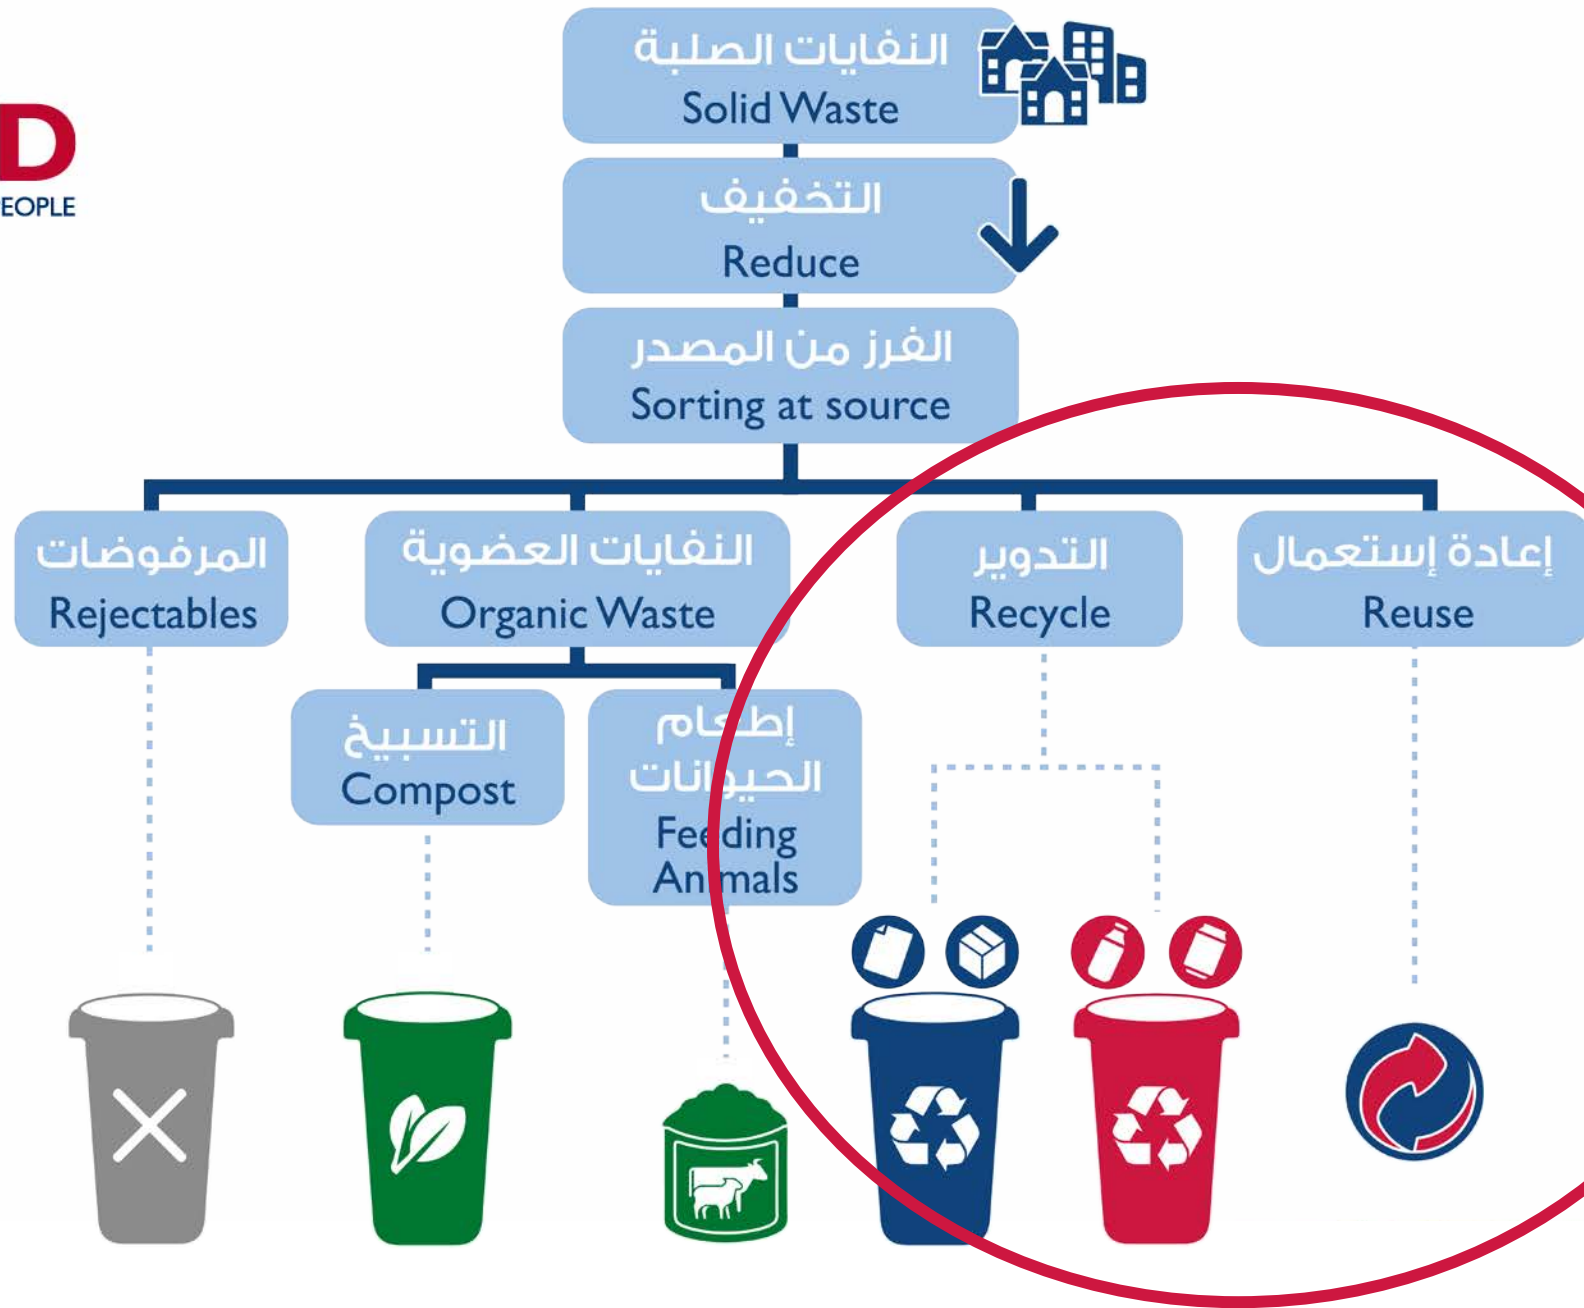 النفايات الصلبة
Solid Waste
D
EOPLE
التخفيف
Reduce
الفرز من المصدر
Sorting at source
المرفوضات
Rejectables
النفايات العضوية
Organic Waste
التدوير
Recycle
إعادة إستعمال
Reuse
التسبيخ
Compost
إطعام
الحيوانات
Feeding
Animals